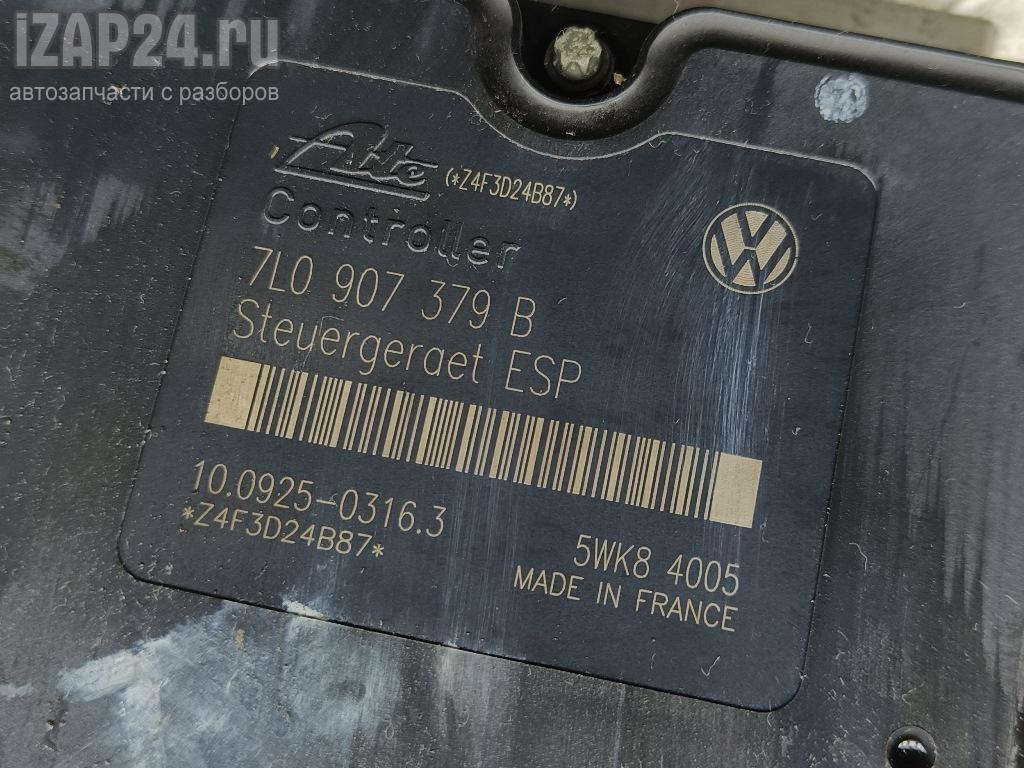 iZAP24.ru
автозапчасти с разборов
Ate (*Z4F3D24B87*)
Controller
7L0 907 379 B
Steuergeraet ESP
10.0925-0316.3
*Z4F3D24B87*
5WK8 4005
MADE IN FRANCE